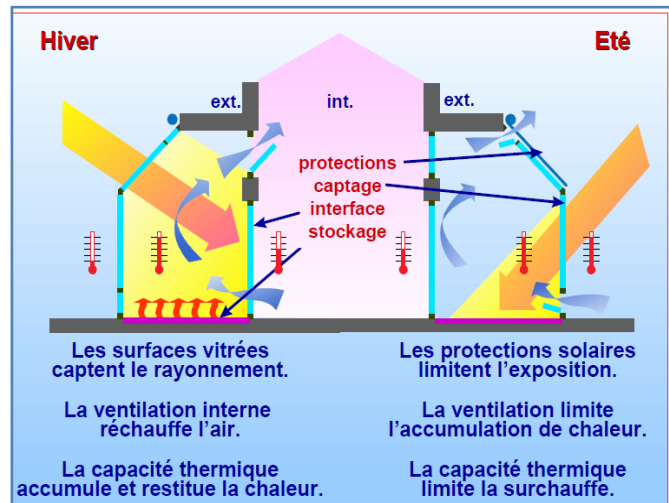 Hiver
Eté
ext.
int.
ext.
protections
captage
interface
stockage
Les surfaces vitrées
captent le rayonnement.
La ventilation interne
réchauffe l'air.
La capacité thermique
accumule et restitue la chaleur.
Les protections solaires
limitent l'exposition.
La ventilation limite
l'accumulation de chaleur.
La capacité thermique
limite la surchauffe.